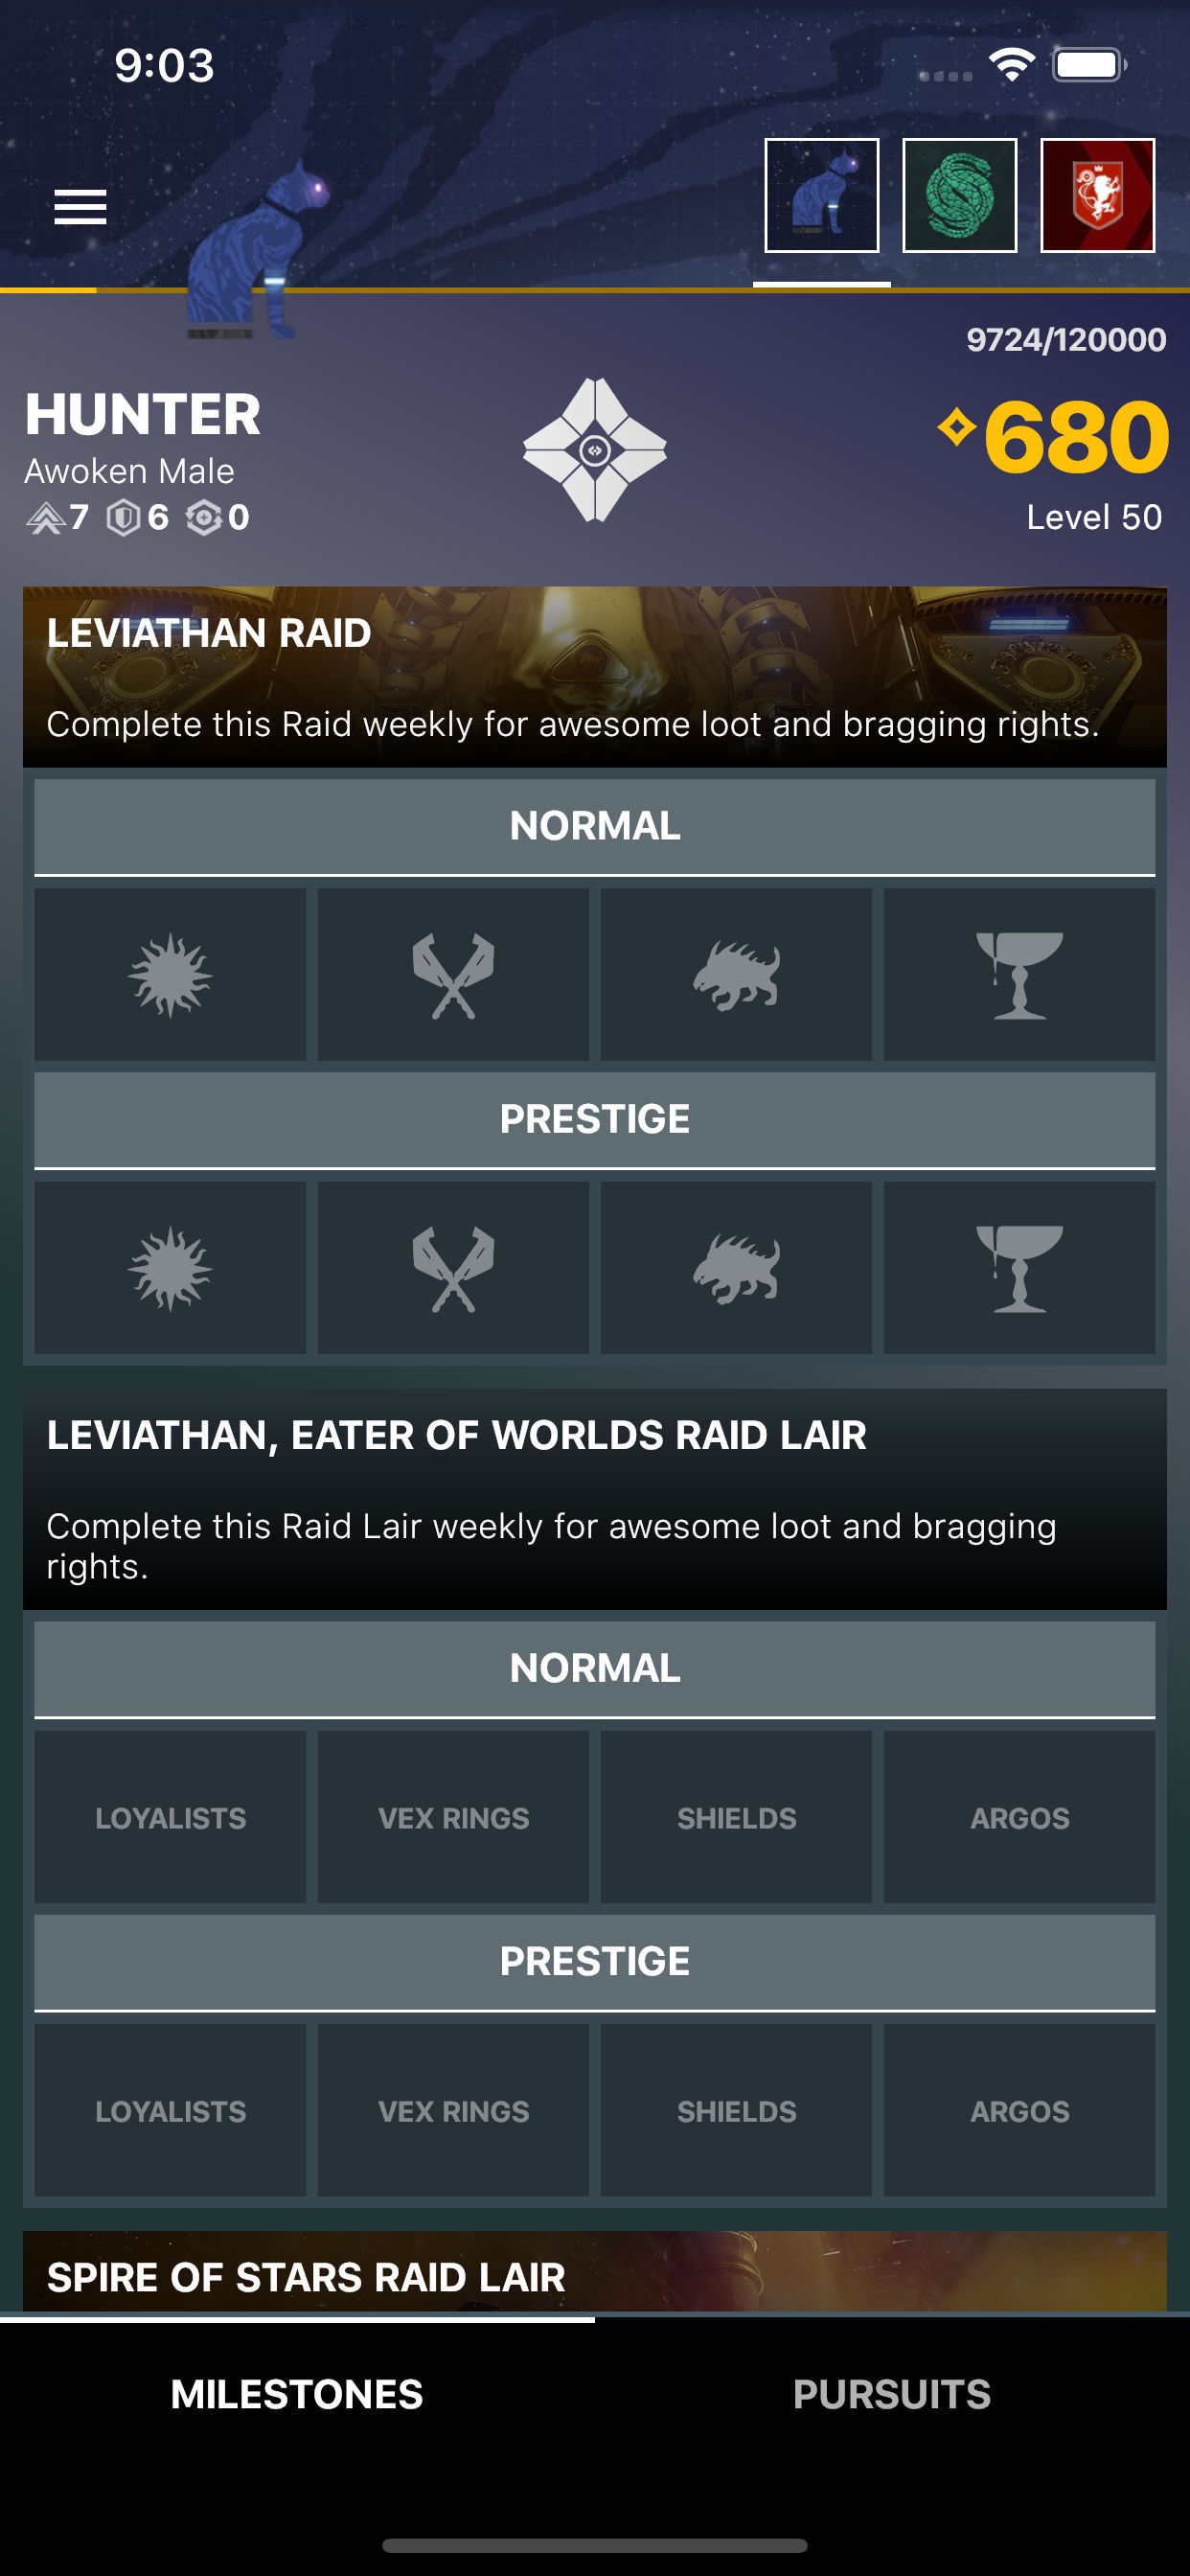 9:03
9724/120000
HUNTER
680
Awoken Male
7 6 0
Level 50
LEVIATHAN RAID
Complete this Raid weekly for awesome loot and bragging rights.
NORMAL
PRESTIGE
LEVIATHAN, EATER OF WORLDS RAID LAIR
Complete this Raid Lair weekly for awesome loot and bragging
rights.
NORMAL
LOYALISTS VEX RINGS SHIELDS ARGOS
PRESTIGE
LOYALISTS VEX RINGS SHIELDS ARGOS
SPIRE OF STARS RAID LAIR
MILESTONES PURSUITS